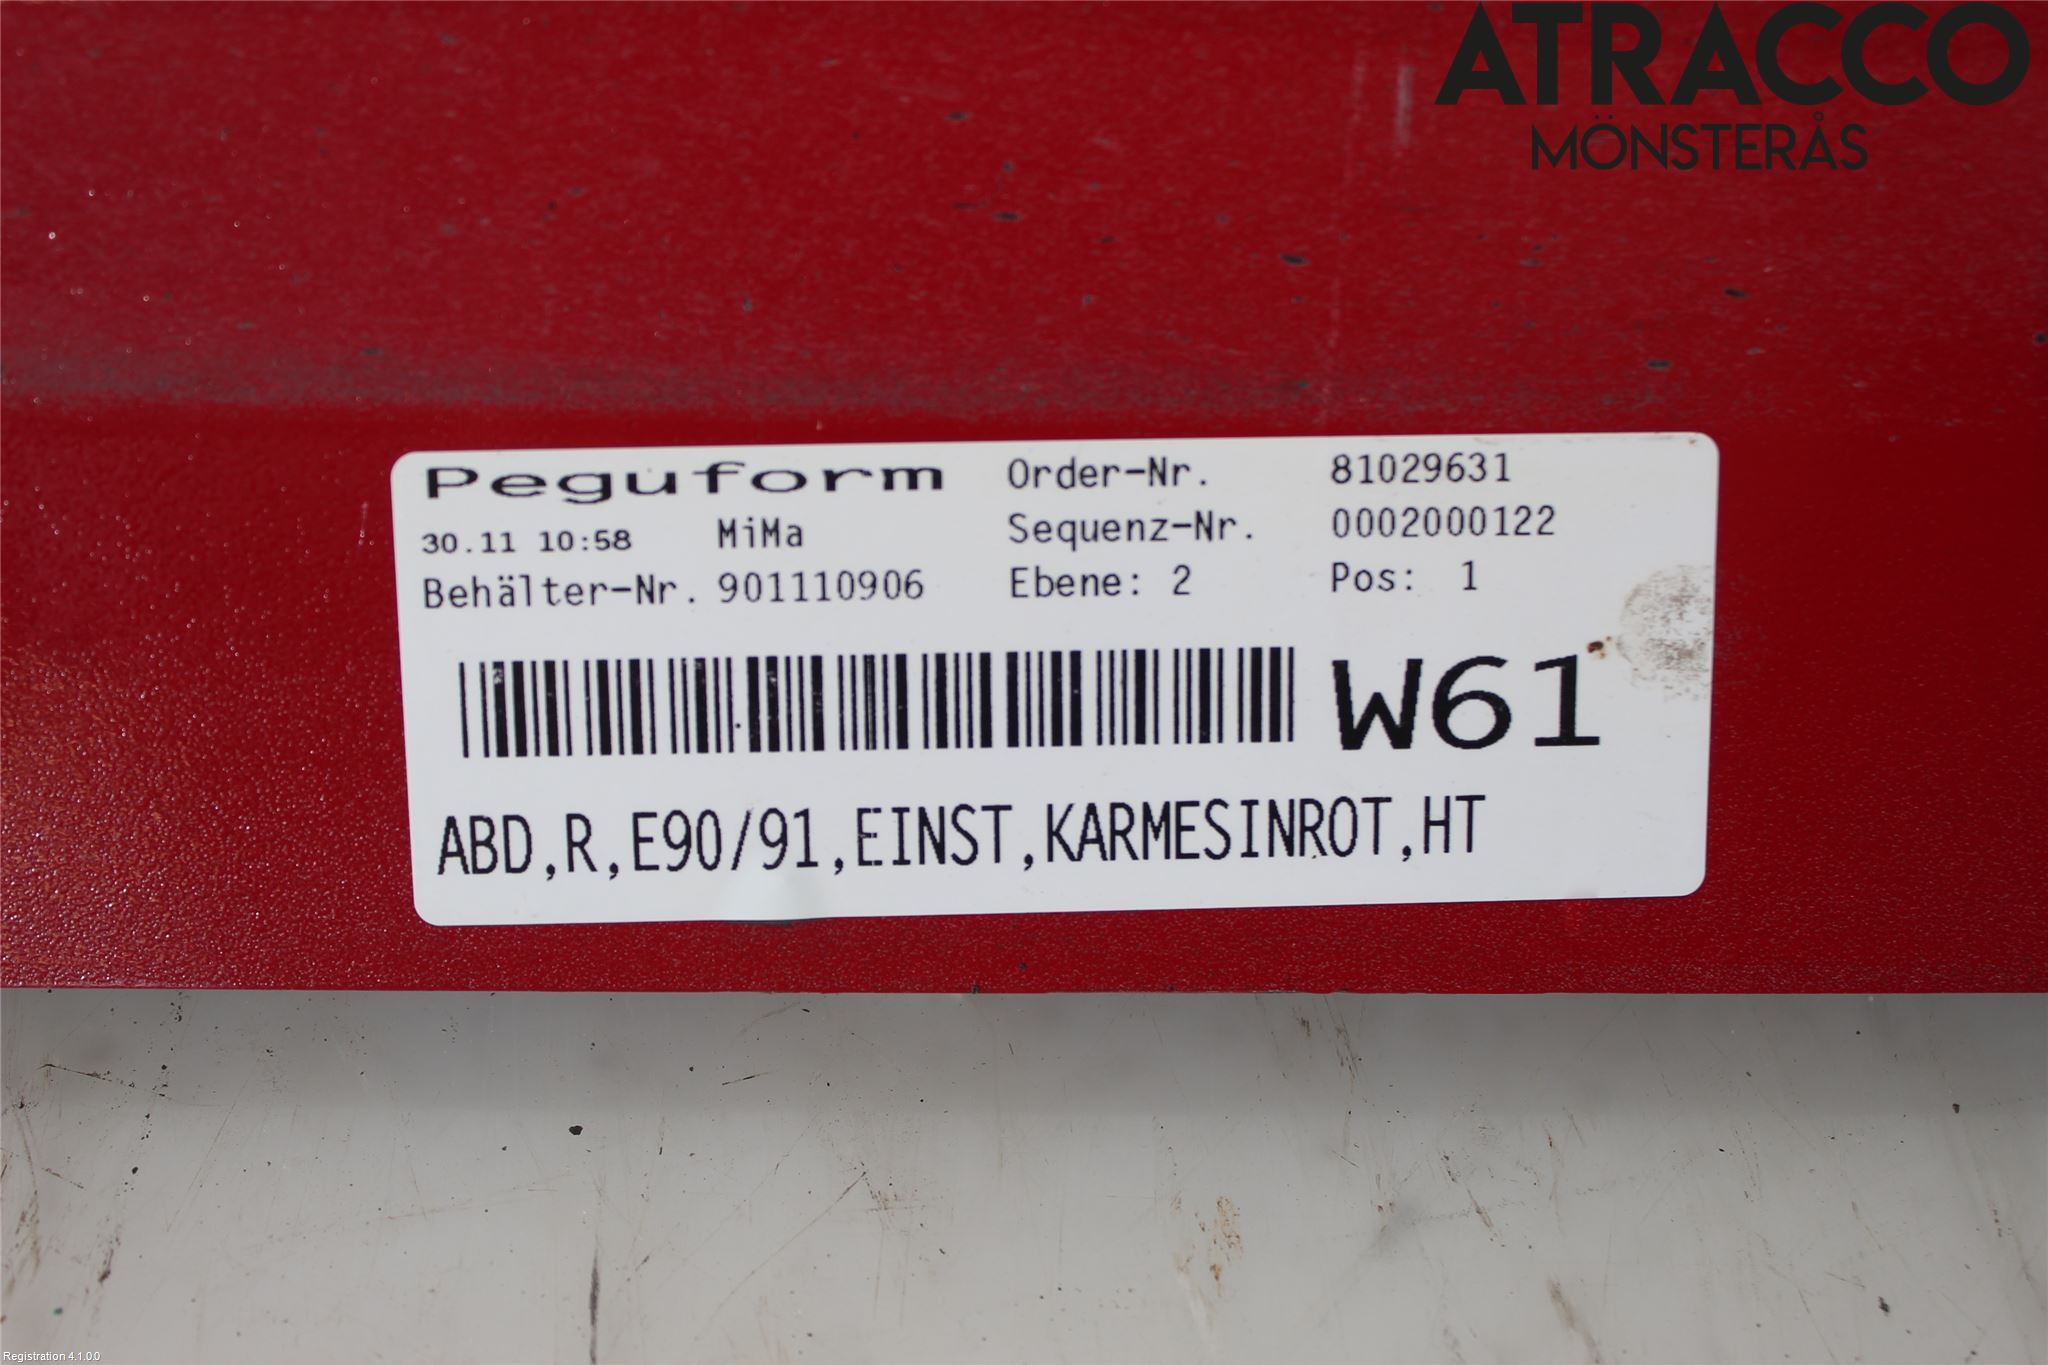 ATRACCO
MÖNSTERÅS
Peguform Order-Nr. 81029631
30.11 10:58 MiMa Sequenz-Nr. 0002000122
Behälter-Nr. 901110906 Ebene: 2 Pos: 1
W61
ABD,R,E90/91,EINST,KARMESINROT,HT
Registration 4.1.0.0